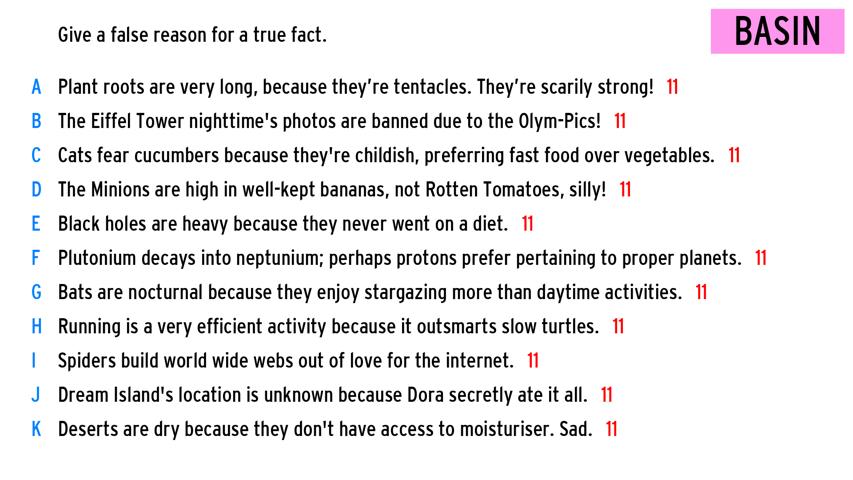 BASIN
Give a false reason for a true fact.
A Plant roots are very long, because they're tentacles. They're scarily strong! 11
B The Eiffel Tower nighttime's photos are banned due to the Olym-Pics! 11
C Cats fear cucumbers because they're childish, preferring fast food over vegetables. 11
D The Minions are high in well-kept bananas, not Rotten Tomatoes, silly! 11
E Black holes are heavy because they never went on a diet. 11
F Plutonium decays into neptunium; perhaps protons prefer pertaining to proper planets. 11
G Bats are nocturnal because they enjoy stargazing more than daytime activities. 11
H Running is a very efficient activity because it outsmarts slow turtles. 11
I Spiders build world wide webs out of love for the internet. 11
J Dream Island's location is unknown because Dora secretly ate it all. 11
K Deserts are dry because they don't have access to moisturiser. Sad. 11